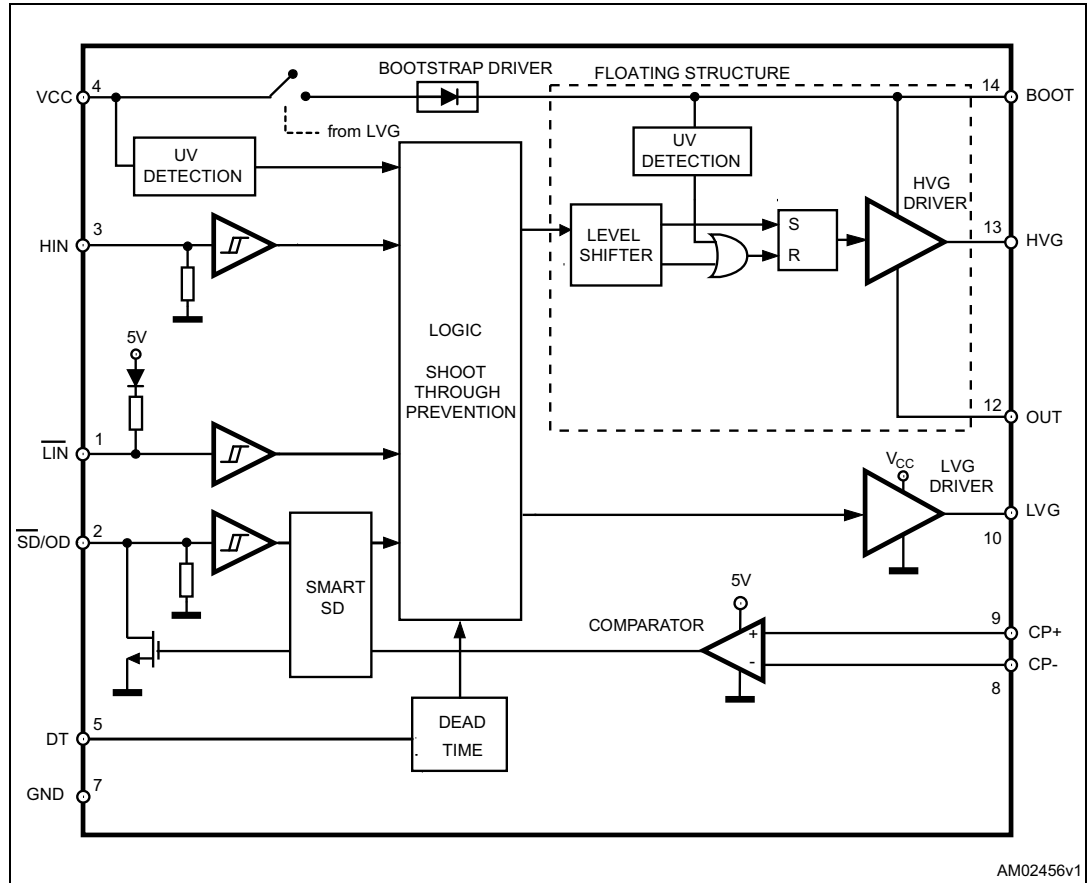 BOOTSTRAP DRIVER
FLOATING STRUCTURE
VCC
4
14
BOOT
from LVG
UV
DETECTION
UV
DETECTION
HIN
3
HVG
DRIVER
13
HVG
LEVEL
SHIFTER
S
R
5V
LOGIC
SHOOT
THROUGH
PREVENTION
12
OUT
LIN
1
VCC
LVG
DRIVER
LVG
10
SD/OD
2
SMART
SD
5V
COMPARATOR
+
-
9
CP+
CP-
8
DT
5
DEAD
TIME
GND
7
AM02456v1